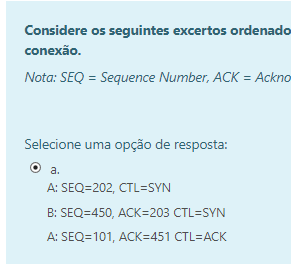 Considere os seguintes excertos ordenado
conexão.
Nota: SEQ = Sequence Number, ACK = Ackno
Selecione uma opção de resposta:
a.
A: SEQ=202, CTL=SYN
B: SEQ=450, ACK=203 CTL=SYN
A: SEQ=101, ACK=451 CTL=ACK